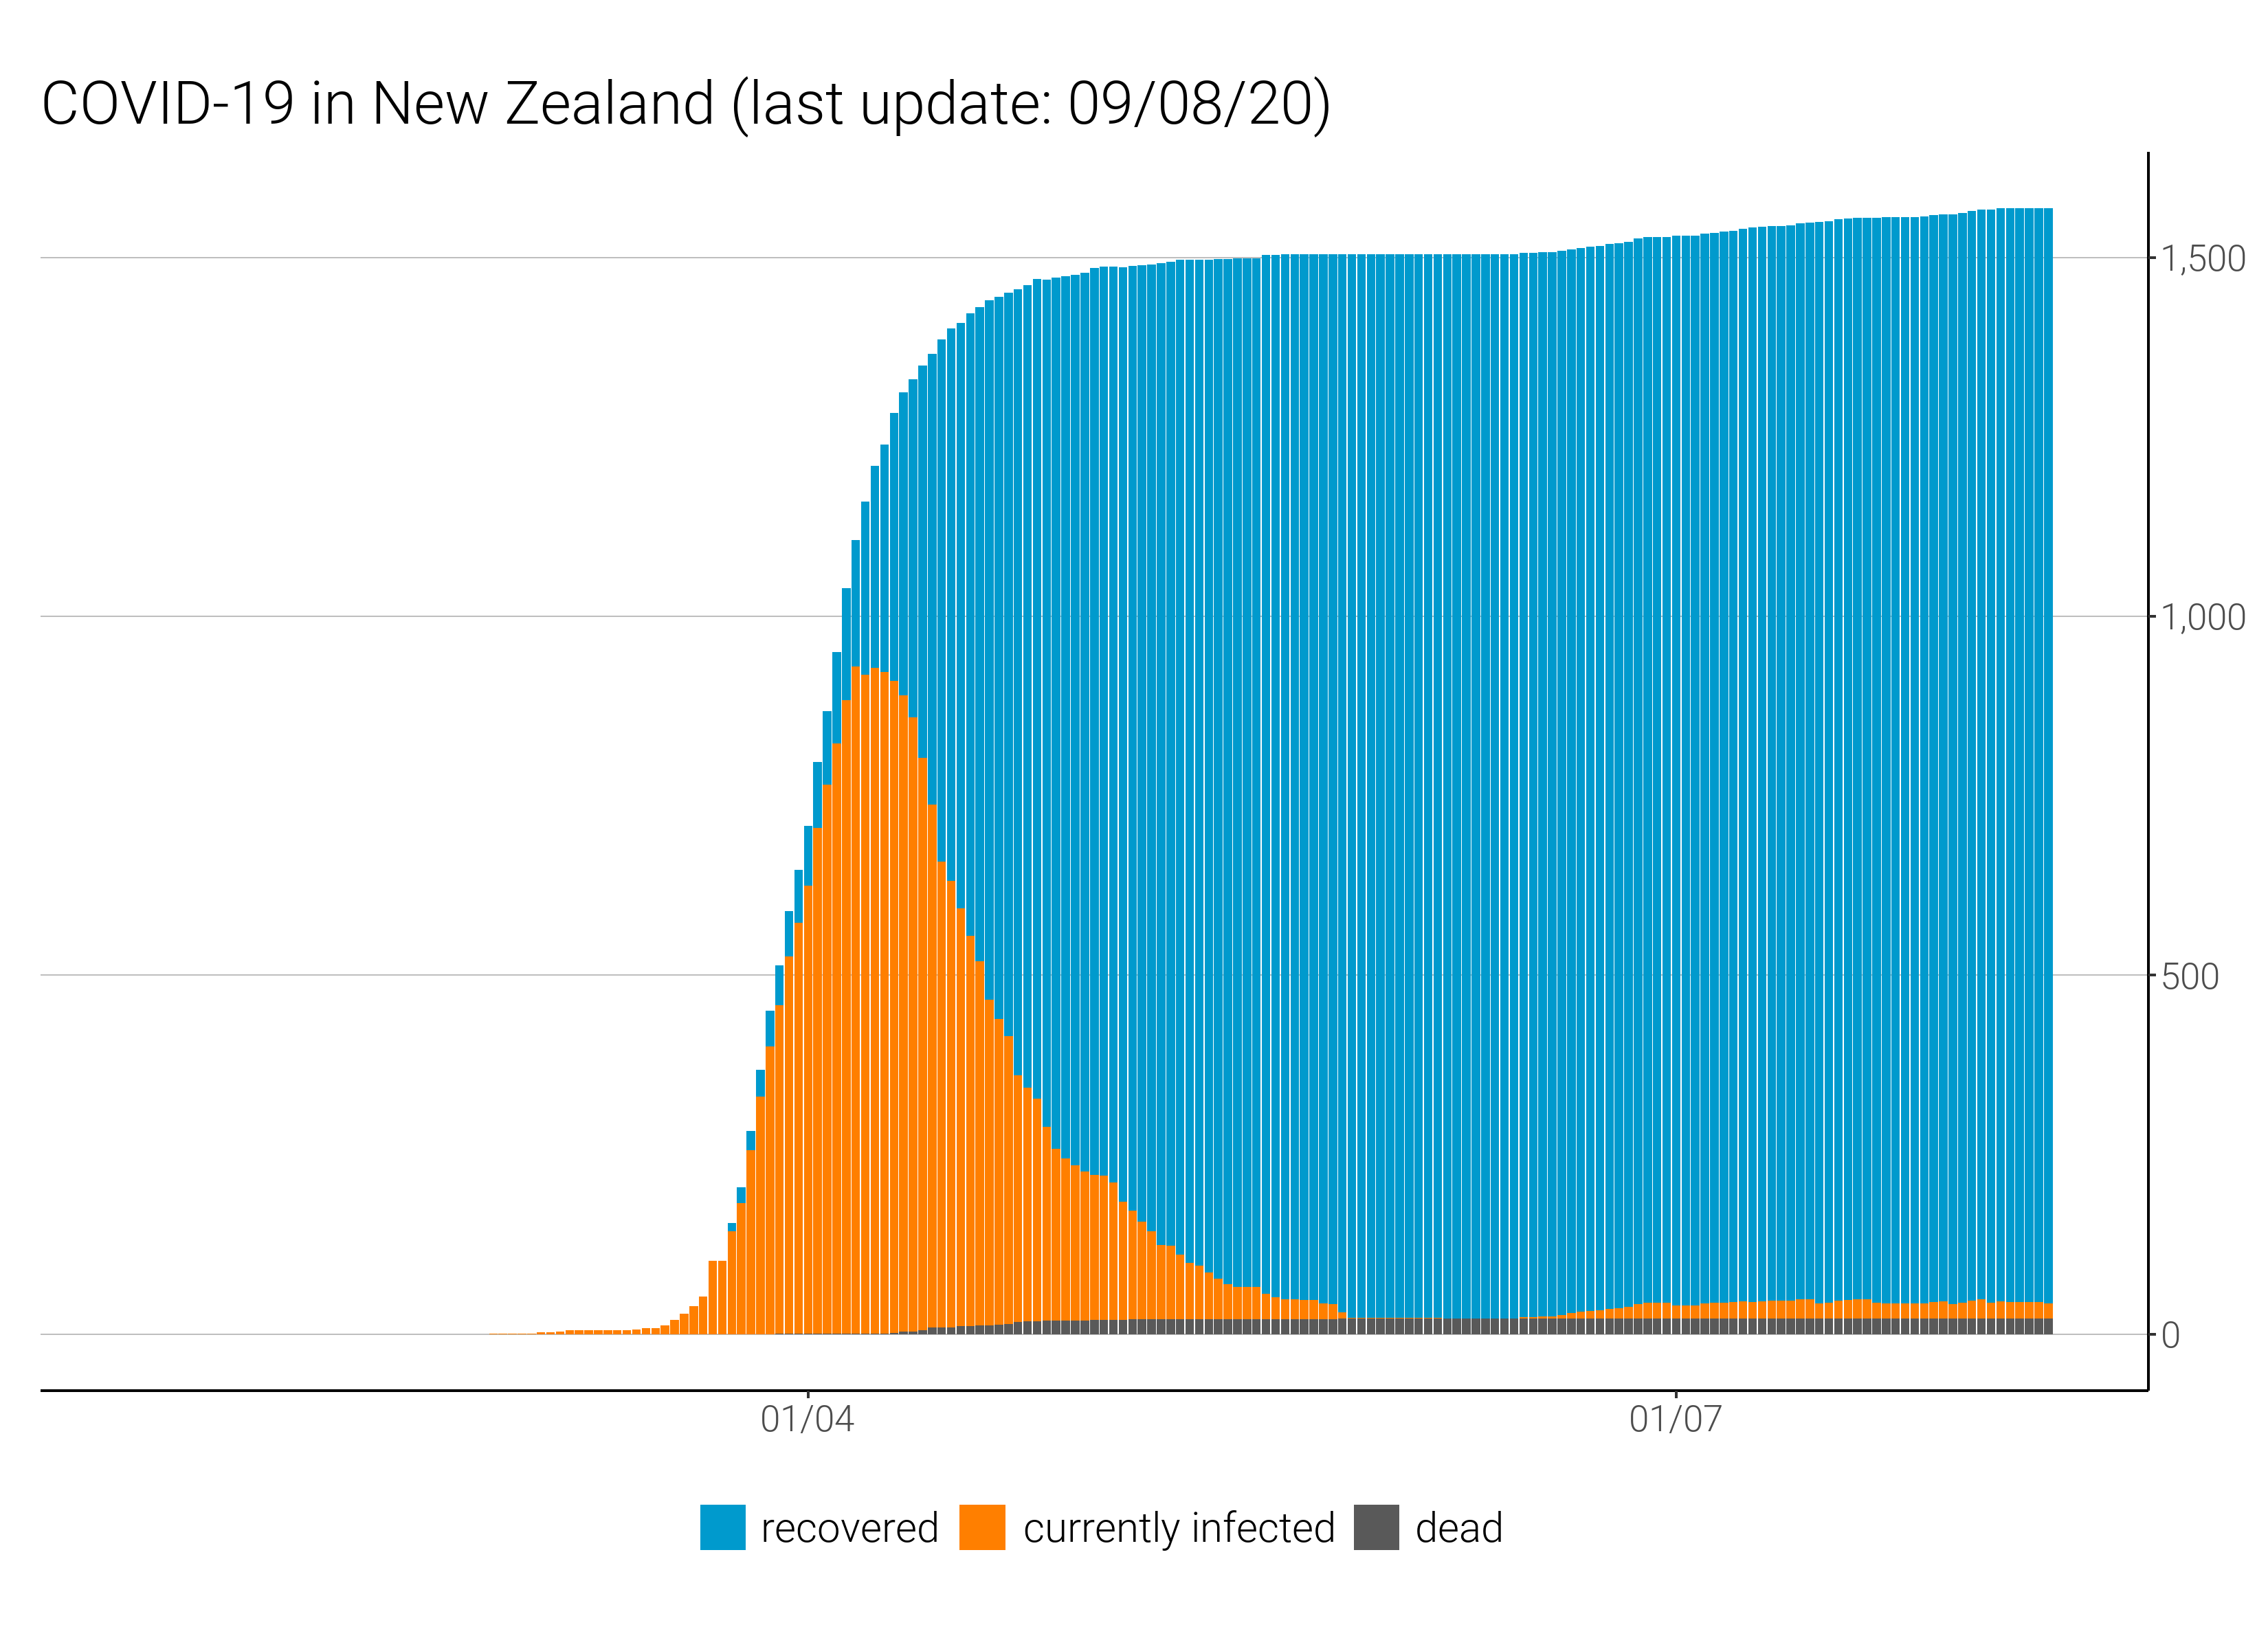 COVID-19 in New Zealand (last update: 09/08/20)
1,500
1,000
500
0
01/04 01/07
recovered currently infected dead